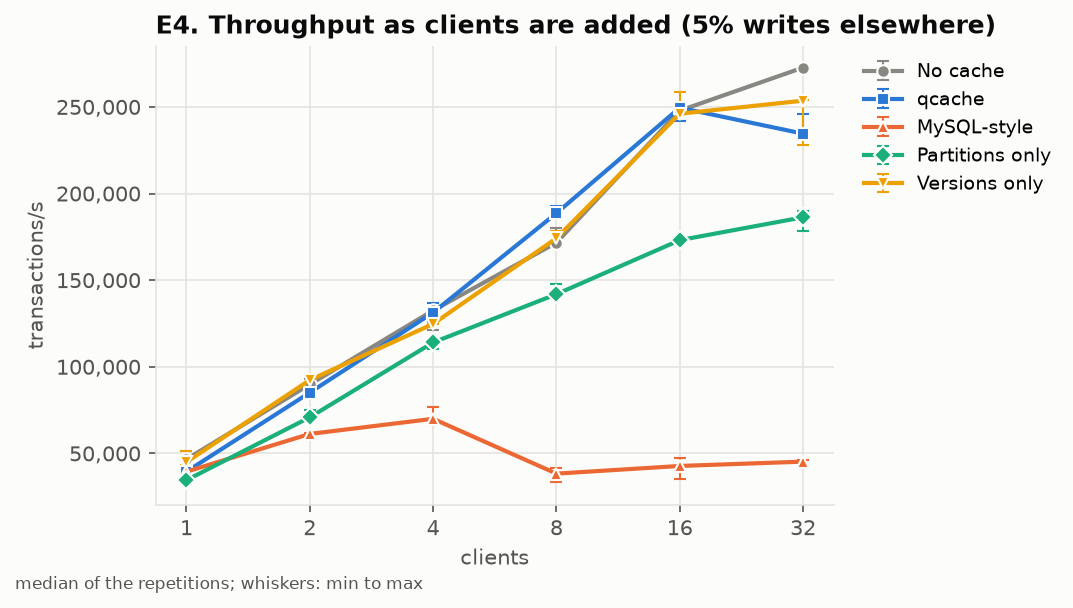 E4. Throughput as clients are added (5% writes elsewhere)
No cache
qcache
MySQL-style
Partitions only
Versions only
transactions/s
250,000
200,000
150,000
100,000
50,000
1 2 4 8 16 32
clients
median of the repetitions; whiskers: min to max